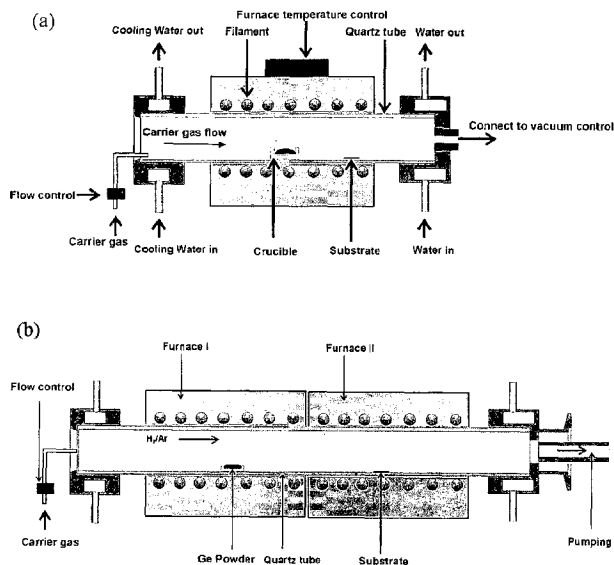 (a)
Furnace temperature control
Cooling Water out
Filament
Quartz tube
Water out
Carrier gas flow
Connect to vacuum control
Flow control
Carrier gas
Cooling Water in
Crucible
Substrate
Water in
(b)
Furnace I
Furnace II
Flow control
H₂/Ar
Carrier gas
Ge Powder
Quartz tube
Substrate
Pumping